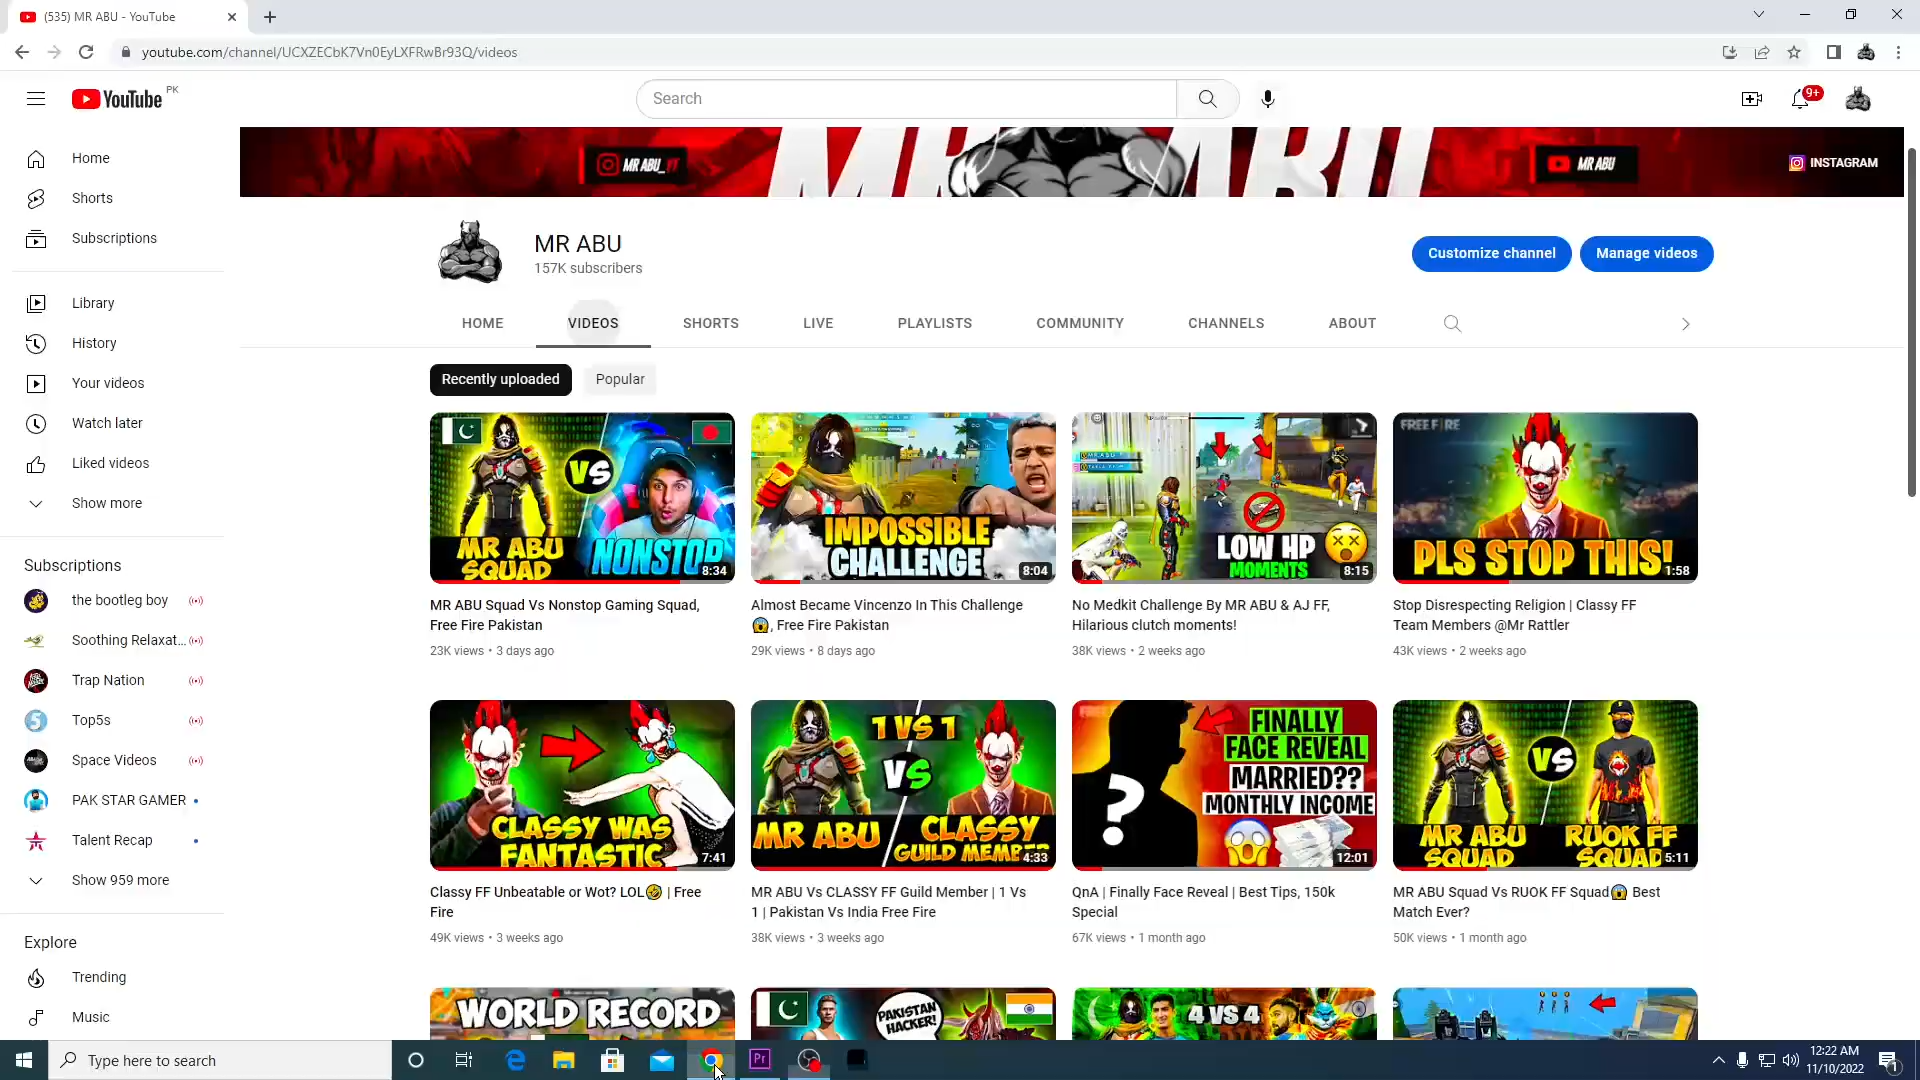 (535) MR ABU - YouTube
youtube.com/channel/UCXZECbK7Vn0EyLXFRwBr93Q/videos
YouTube PK
Search
9+
Home
Shorts
Subscriptions
Library
History
Your videos
Watch later
Liked videos
Show more
Subscriptions
the bootleg boy
Soothing Relaxat...
Trap Nation
Top5s
Space Videos
PAK STAR GAMER
Talent Recap
Show 959 more
Explore
Trending
Music
MR ABU_FF
MR ABU
MR ABU
INSTAGRAM
MR ABU
157K subscribers
Customize channel
Manage videos
HOME
VIDEOS
SHORTS
LIVE
PLAYLISTS
COMMUNITY
CHANNELS
ABOUT
Recently uploaded
Popular
VS
MR ABU
SQUAD
NONSTOP
8:34
MR ABU Squad Vs Nonstop Gaming Squad,
Free Fire Pakistan
23K views • 3 days ago
IMPOSSIBLE
CHALLENGE
8:04
Almost Became Vincenzo In This Challenge
😱, Free Fire Pakistan
29K views • 8 days ago
LOW HP
MOMENTS
8:15
No Medkit Challenge By MR ABU & AJ FF,
Hilarious clutch moments!
38K views • 2 weeks ago
FREE FIRE
PLS STOP THIS!
1:58
Stop Disrespecting Religion | Classy FF
Team Members @Mr Rattler
43K views • 2 weeks ago
CLASSY WAS
FANTASTIC
7:41
Classy FF Unbeatable or Wot? LOL🤣 | Free
Fire
49K views • 3 weeks ago
1 VS 1
VS
MR ABU
CLASSY
GUILD MEMBER
4:33
MR ABU Vs CLASSY FF Guild Member | 1 Vs
1 | Pakistan Vs India Free Fire
38K views • 3 weeks ago
FINALLY
FACE REVEAL
MARRIED??
MONTHLY INCOME
?
12:01
QnA | Finally Face Reveal | Best Tips, 150k
Special
67K views • 1 month ago
VS
MR ABU
SQUAD
RUOK FF
SQUAD
5:11
MR ABU Squad Vs RUOK FF Squad😱 Best
Match Ever?
50K views • 1 month ago
WORLD RECORD
PAKISTAN
HACKER!
4 VS 4
Type here to search
Pr
12:22 AM
11/10/2022
1